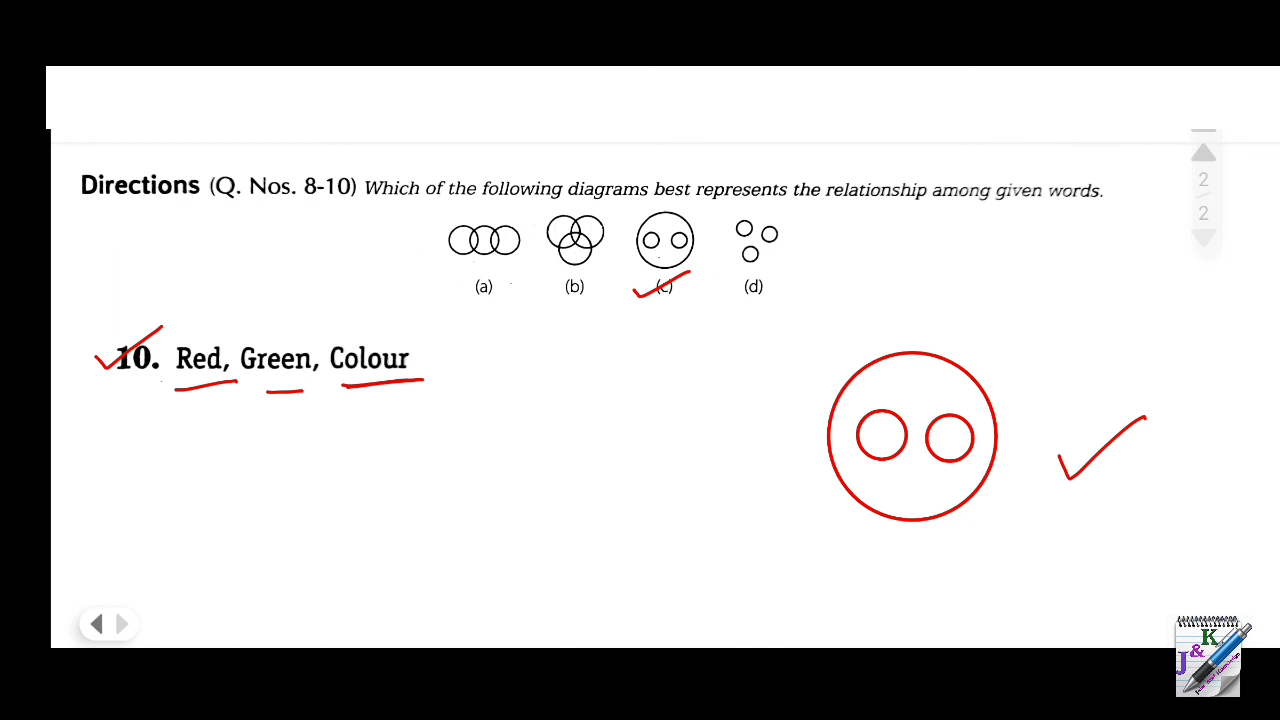 Directions (Q. Nos. 8-10) Which of the following diagrams best represents the relationship among given words.
(a) (b) (c) (d)
10. Red, Green, Colour
2
2
J & K